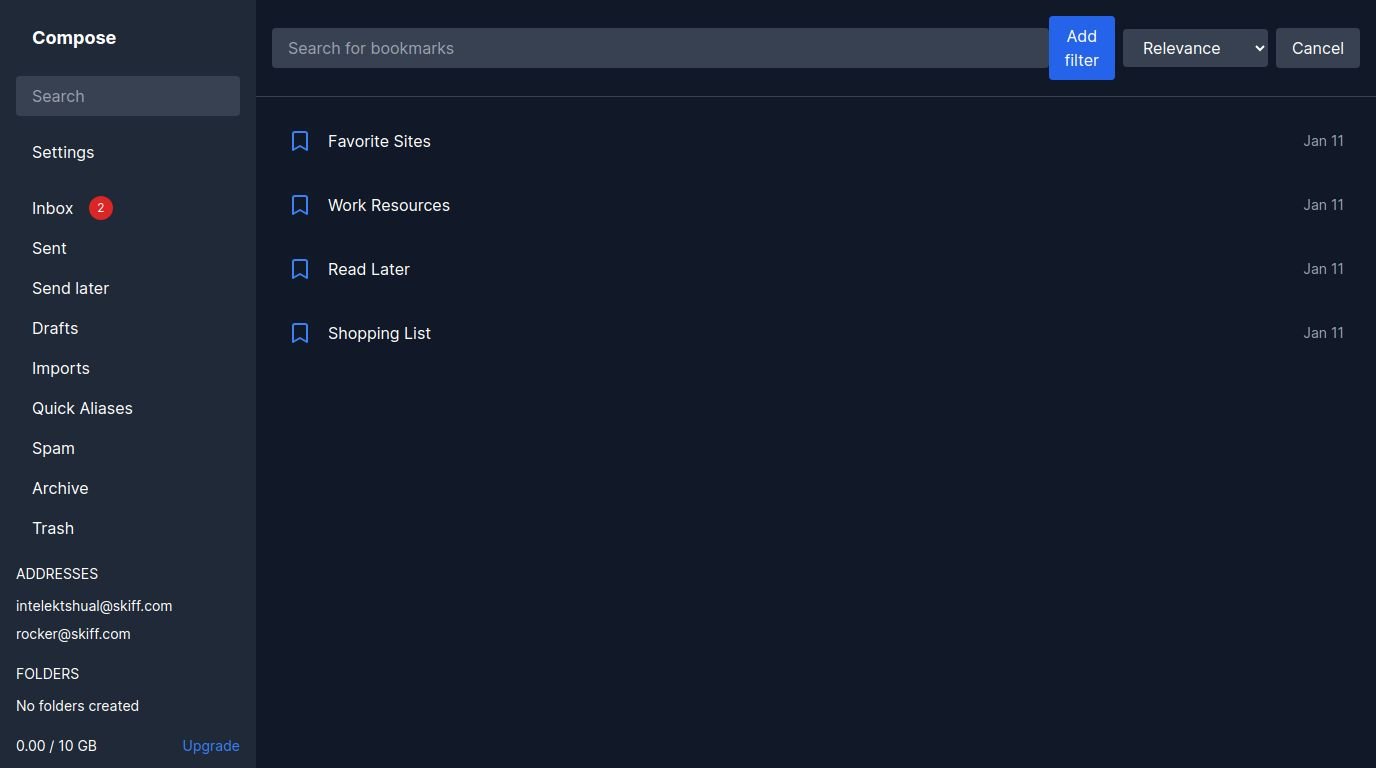 Compose
Search
Settings
Inbox 2
Sent
Send later
Drafts
Imports
Quick Aliases
Spam
Archive
Trash
ADDRESSES
intelektshual@skiff.com
rocker@skiff.com
FOLDERS
No folders created
0.00 / 10 GB Upgrade
Search for bookmarks
Add
filter
Relevance
Cancel
Favorite Sites Jan 11
Work Resources Jan 11
Read Later Jan 11
Shopping List Jan 11